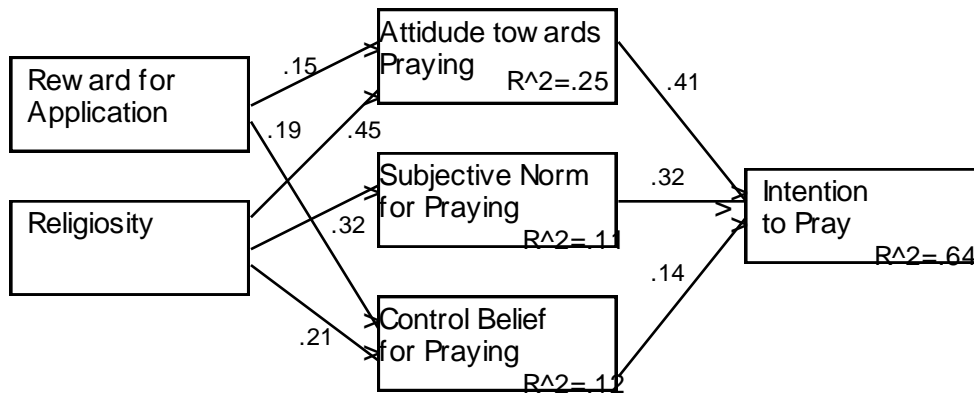 Attidude towards
Praying
R^2=.25
Reward for
Application
.15
.41
.19
.45
Subjective Norm
for Praying
R^2=.11
.32
Intention
to Pray
R^2=.64
Religiosity
.32
.14
Control Belief
for Praying
R^2=.12
.21